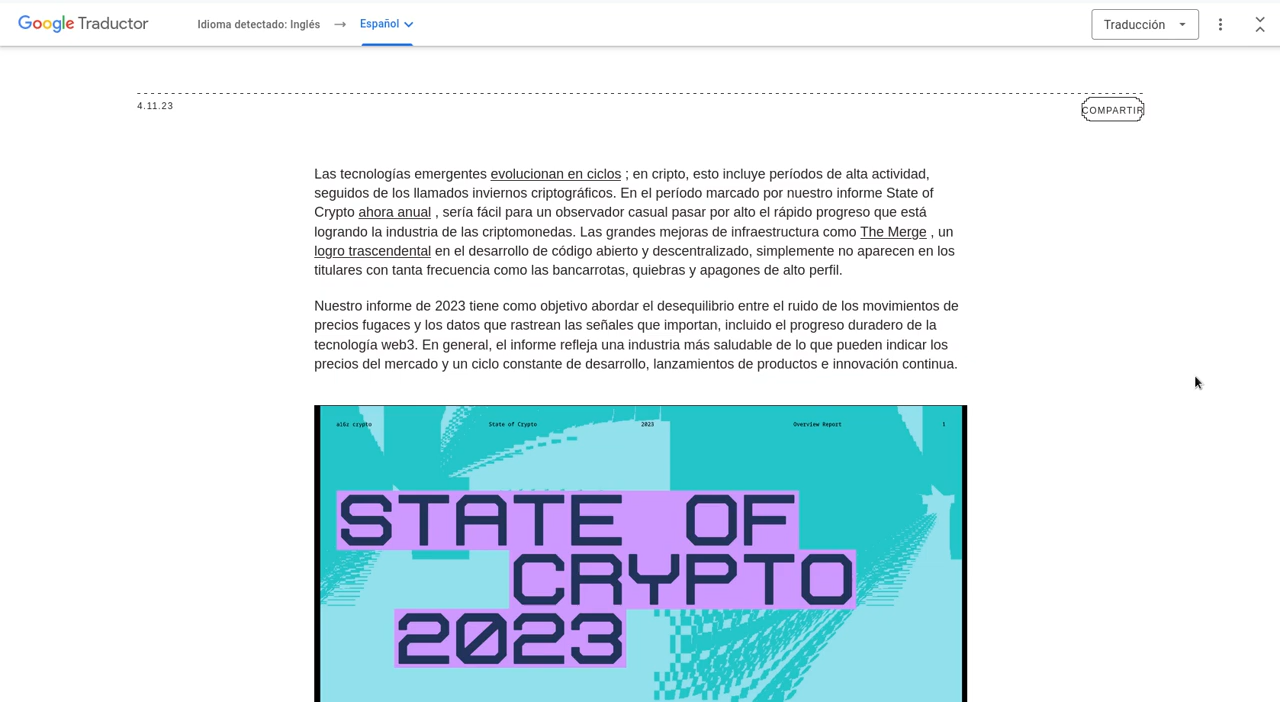 Google Traductor
Idioma detectado: Inglés → Español
Traducción
4.11.23
COMPARTIR
Las tecnologías emergentes evolucionan en ciclos ; en cripto, esto incluye períodos de alta actividad,
seguidos de los llamados inviernos criptográficos. En el período marcado por nuestro informe State of
Crypto ahora anual , sería fácil para un observador casual pasar por alto el rápido progreso que está
logrando la industria de las criptomonedas. Las grandes mejoras de infraestructura como The Merge , un
logro trascendental en el desarrollo de código abierto y descentralizado, simplemente no aparecen en los
titulares con tanta frecuencia como las bancarrotas, quiebras y apagones de alto perfil.
Nuestro informe de 2023 tiene como objetivo abordar el desequilibrio entre el ruido de los movimientos de
precios fugaces y los datos que rastrean las señales que importan, incluido el progreso duradero de la
tecnología web3. En general, el informe refleja una industria más saludable de lo que pueden indicar los
precios del mercado y un ciclo constante de desarrollo, lanzamientos de productos e innovación continua.
a16z crypto State of Crypto 2023 Overview Report 1
STATE OF
CRYPTO
2023